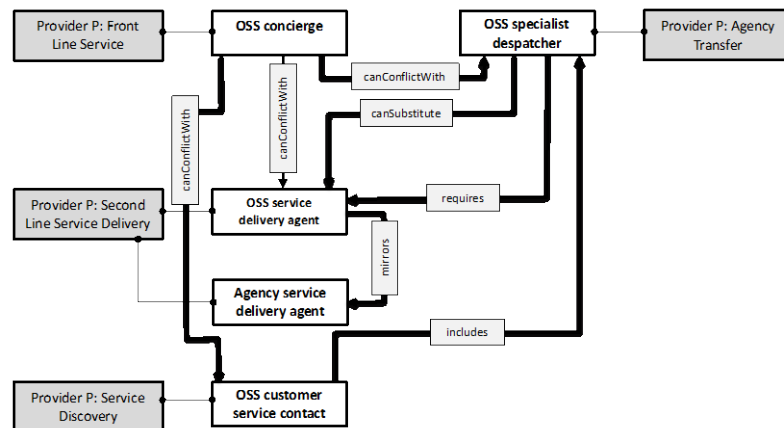 Provider P: Front
Line Service
OSS concierge
OSS specialist
despatcher
Provider P: Agency
Transfer
canConflictWith
canConflictWith
canConflictWith
canSubstitute
Provider P: Second
Line Service Delivery
OSS service
delivery agent
requires
mirrors
Agency service
delivery agent
includes
Provider P: Service
Discovery
OSS customer
service contact